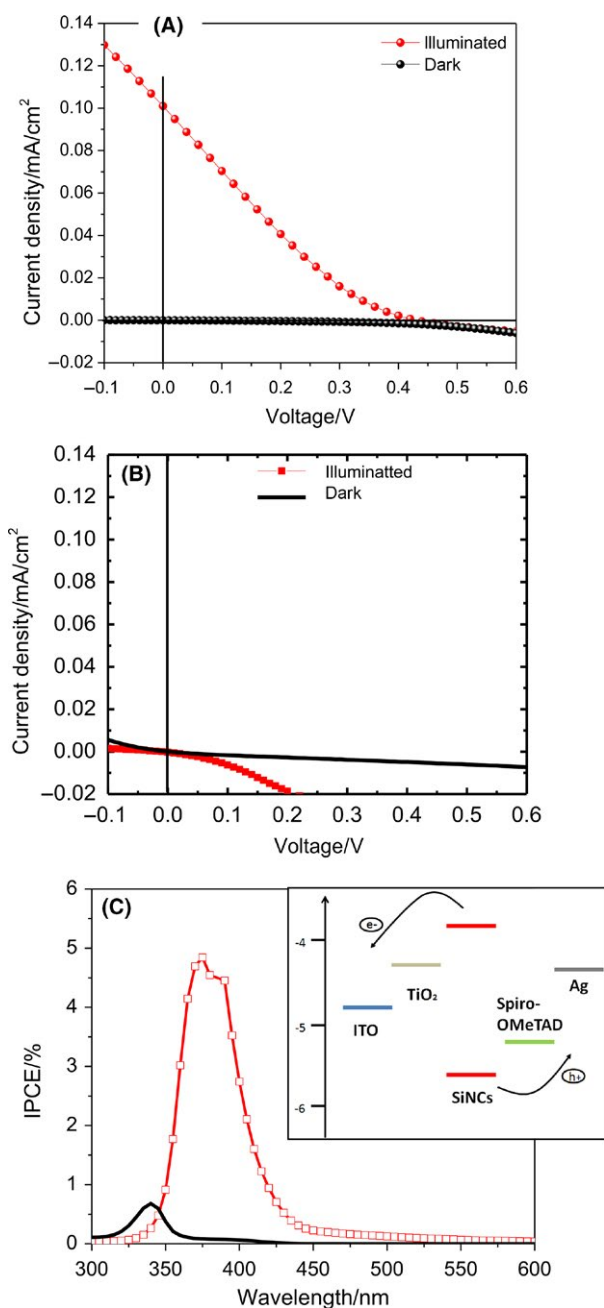 (A)
Illuminated
Dark
0.14
0.12
0.10
0.08
0.06
0.04
0.02
0.00
–0.02
Current density/mA/cm²
–0.1 0.0 0.1 0.2 0.3 0.4 0.5 0.6
Voltage/V
(B)
Illuminatted
Dark
0.14
0.12
0.10
0.08
0.06
0.04
0.02
0.00
–0.02
Current density/mA/cm²
–0.1 0.0 0.1 0.2 0.3 0.4 0.5 0.6
Voltage/V
(C)
6
5
4
3
2
1
0
IPCE/%
300 350 400 450 500 550 600
Wavelength/nm
-4
-5
-6
e-
TiO₂
ITO
Ag
Spiro-
OMeTAD
SiNCs
h+